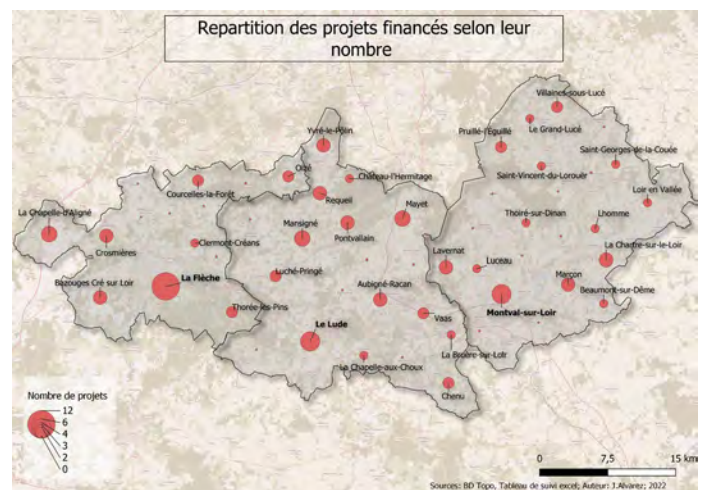 Repartition des projets financés selon leur
nombre
Villaines-sous-Lucé
Le Grand-Lucé
Yvré-le-Pôlin
Pruillé-l'Éguillé
Saint-Georges-de-la-Couée
Oizé
Château-l'Hermitage
Saint-Vincent-du-Lorouër
Courcelles-la-Forêt
Requeil
Loir en Vallée
La Chapelle-d'Aligné
Mayet
Thoiré-sur-Dinan
Lhomme
Mansigné
Pontvallain
Clermont-Créans
Crosmières
Lavernat
La Chartre-sur-le-Loir
Luché-Pringé
Luceau
La Flèche
Bazouges Cré sur Loir
Aubigné-Racan
Marçon
Beaumont-sur-Dême
Thorée-les-Pins
Vaas
Montval-sur-Loir
Le Lude
La Bruère-sur-Loir
La Chapelle-aux-Choux
Chenu
Nombre de projets
12
6
4
3
2
0
0 7,5 15 km
Sources: BD Topo, Tableau de suivi excel; Auteur: J.Alvarez; 2022